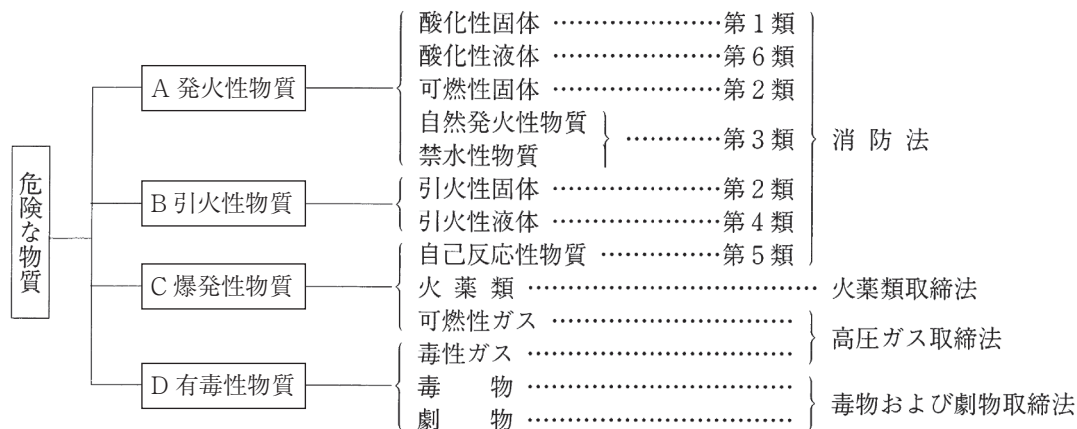 酸化性固体 …………………第1類
酸化性液体 …………………第6類
A 発火性物質
可燃性固体 …………………第2類
自然発火性物質
禁水性物質
…………第3類
消 防 法
危険な物質
B 引火性物質
引火性固体 …………………第2類
引火性液体 …………………第4類
自己反応性物質 ……………第5類
C 爆発性物質
火 薬 類 ………………………………… 火薬類取締法
可燃性ガス …………………………
毒性ガス ……………………………
高圧ガス取締法
D 有毒性物質
毒 物 ……………………………
劇 物 ……………………………
毒物および劇物取締法